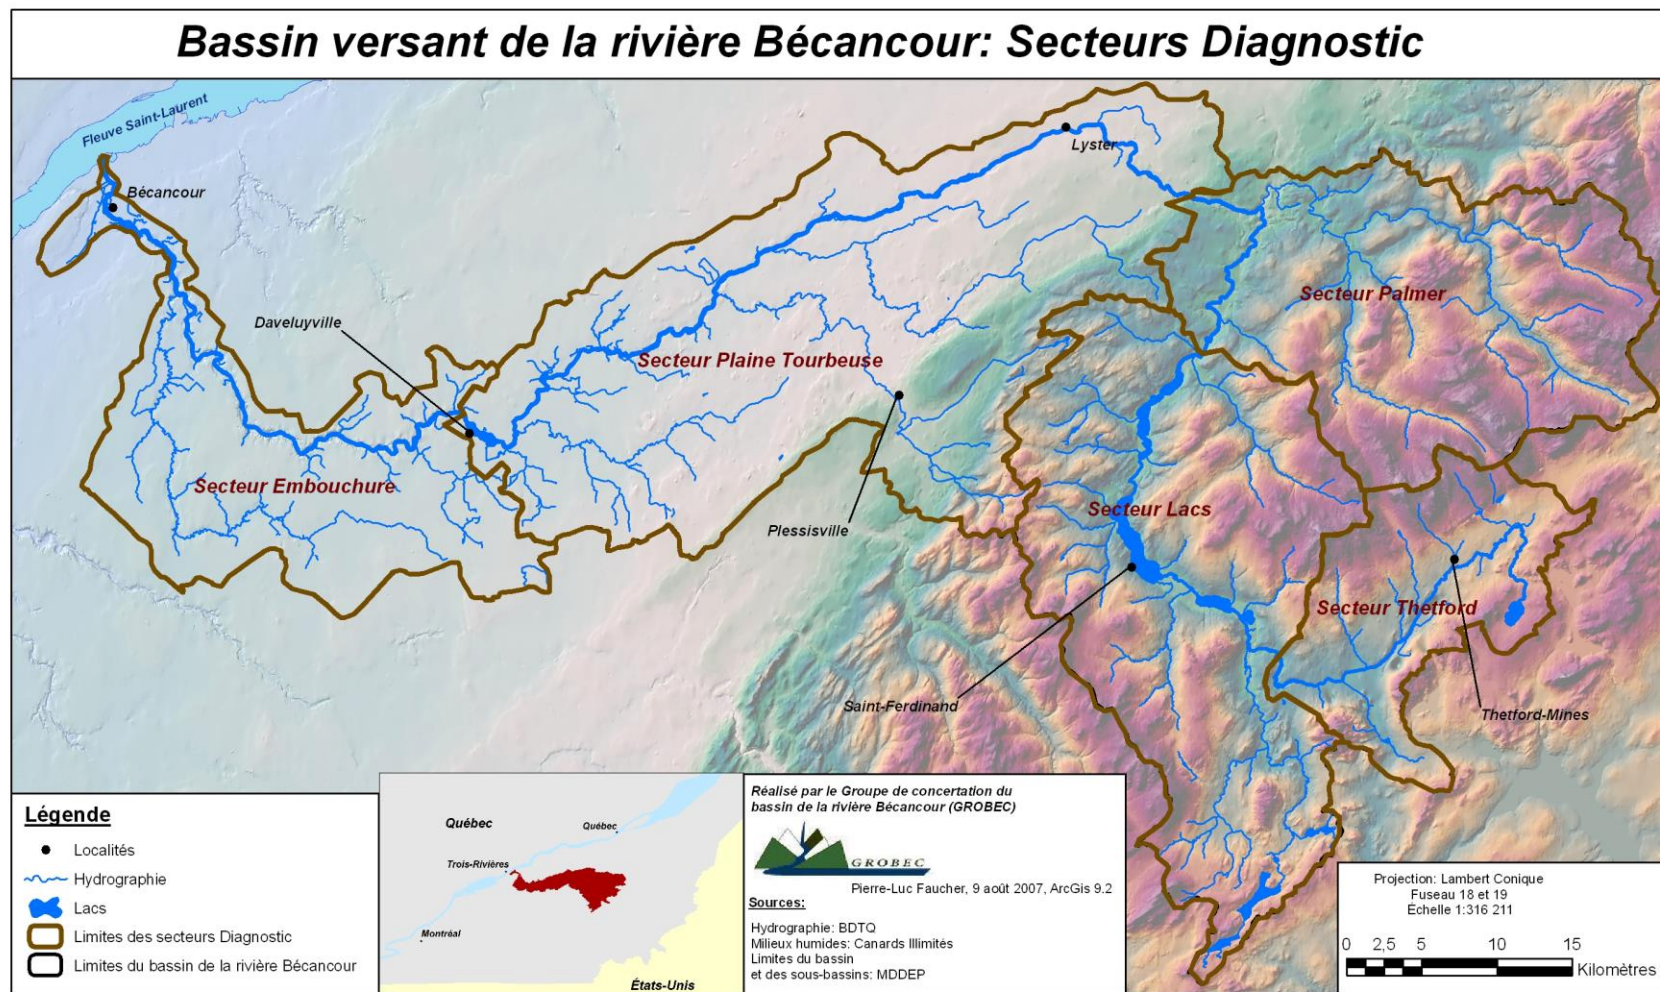 Bassin versant de la rivière Bécancour: Secteurs Diagnostic
Fleuve Saint-Laurent
Bécancour
Lyster
Secteur Palmer
Daveluyville
Secteur Plaine Tourbeuse
Secteur Embouchure
Plessisville
Secteur Lacs
Secteur Thetford
Saint-Ferdinand
Thetford-Mines
Légende
Localités
Hydrographie
Lacs
Limites des secteurs Diagnostic
Limites du bassin de la rivière Bécancour
Québec
Québec
Trois-Rivières
Montréal
États-Unis
Réalisé par le Groupe de concertation du
bassin de la rivière Bécancour (GROBEC)
GROBEC
Pierre-Luc Faucher, 9 août 2007, ArcGis 9.2
Sources:
Hydrographie: BDTQ
Milieux humides: Canards Illimités
Limites du bassin
et des sous-bassins: MDDEP
Projection: Lambert Conique
Fuseau 18 et 19
Échelle 1:316 211
0 2,5 5 10 15
Kilomètres